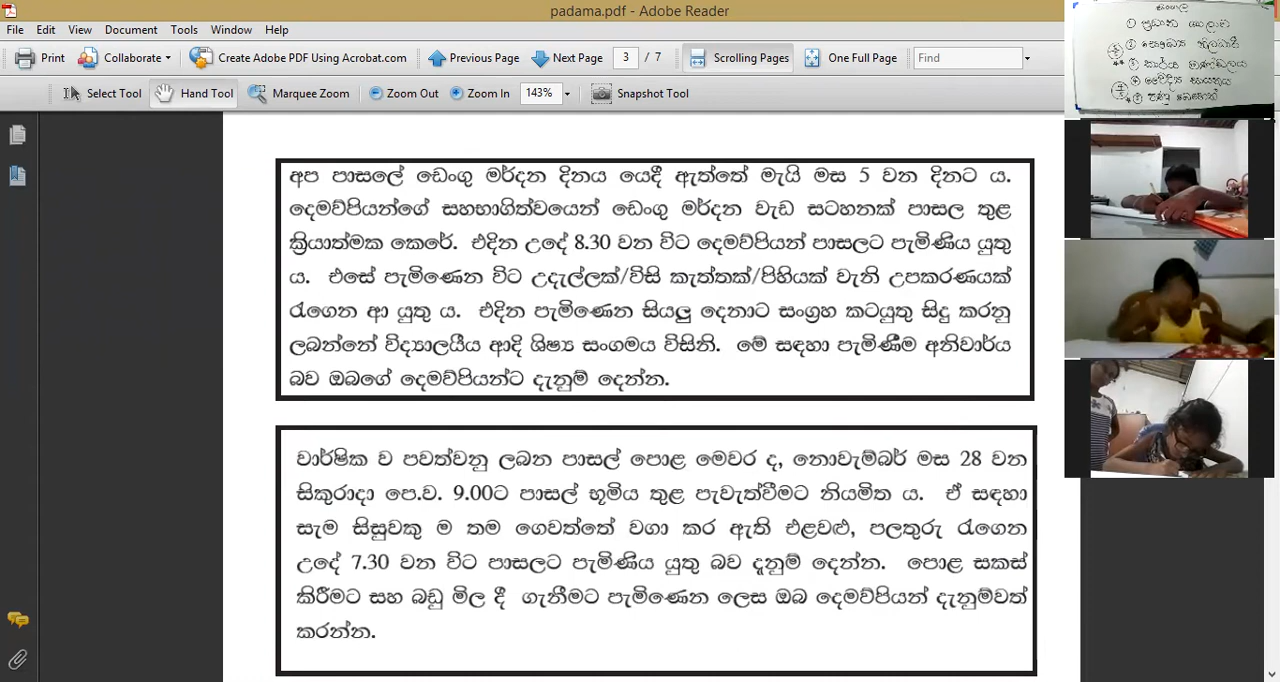 padama.pdf - Adobe Reader
File Edit View Document Tools Window Help
Print Collaborate Create Adobe PDF Using Acrobat.com Previous Page Next Page 3 / 7 Scrolling Pages One Full Page Find
Select Tool Hand Tool Marquee Zoom Zoom Out Zoom In 143% Snapshot Tool
අප පාසලේ ඩෙංගු මර්දන දිනය යෙදී ඇත්තේ මැයි මස 5 වන දිනට ය.
දෙමව්පියන්ගේ සහභාගිත්වයෙන් ඩෙංගු මර්දන වැඩ සටහනක් පාසල තුළ
ක්‍රියාත්මක කෙරේ. එදින උදේ 8.30 වන විට දෙමව්පියන් පාසලට පැමිණිය යුතු
ය. එසේ පැමිණෙන විට උදැල්ලක්/විසි කැත්තක්/පිහියක් වැනි උපකරණයක්
රැගෙන ආ යුතු ය. එදින පැමිණෙන සියලු දෙනාට සංග්‍රහ කටයුතු සිදු කරනු
ලබන්නේ විද්‍යාලයීය ආදි ශිෂ්‍ය සංගමය විසිනි. මේ සඳහා පැමිණීම අනිවාර්ය
බව ඔබගේ දෙමව්පියන්ට දැනුම් දෙන්න.
වාර්ෂික ව පවත්වනු ලබන පාසල් පොළ මෙවර ද, නොවැම්බර් මස 28 වන
සිකුරාදා පෙ.ව. 9.00ට පාසල් භූමිය තුළ පැවැත්වීමට නියමිත ය. ඒ සඳහා
සැම සිසුවකු ම තම ගෙවත්තේ වගා කර ඇති එළවළු, පලතුරු රැගෙන
උදේ 7.30 වන විට පාසලට පැමිණිය යුතු බව දැනුම් දෙන්න. පොළ සකස්
කිරීමට සහ බඩු මිල දී ගැනීමට පැමිණෙන ලෙස ඔබ දෙමව්පියන් දැනුම්වත්
කරන්න.